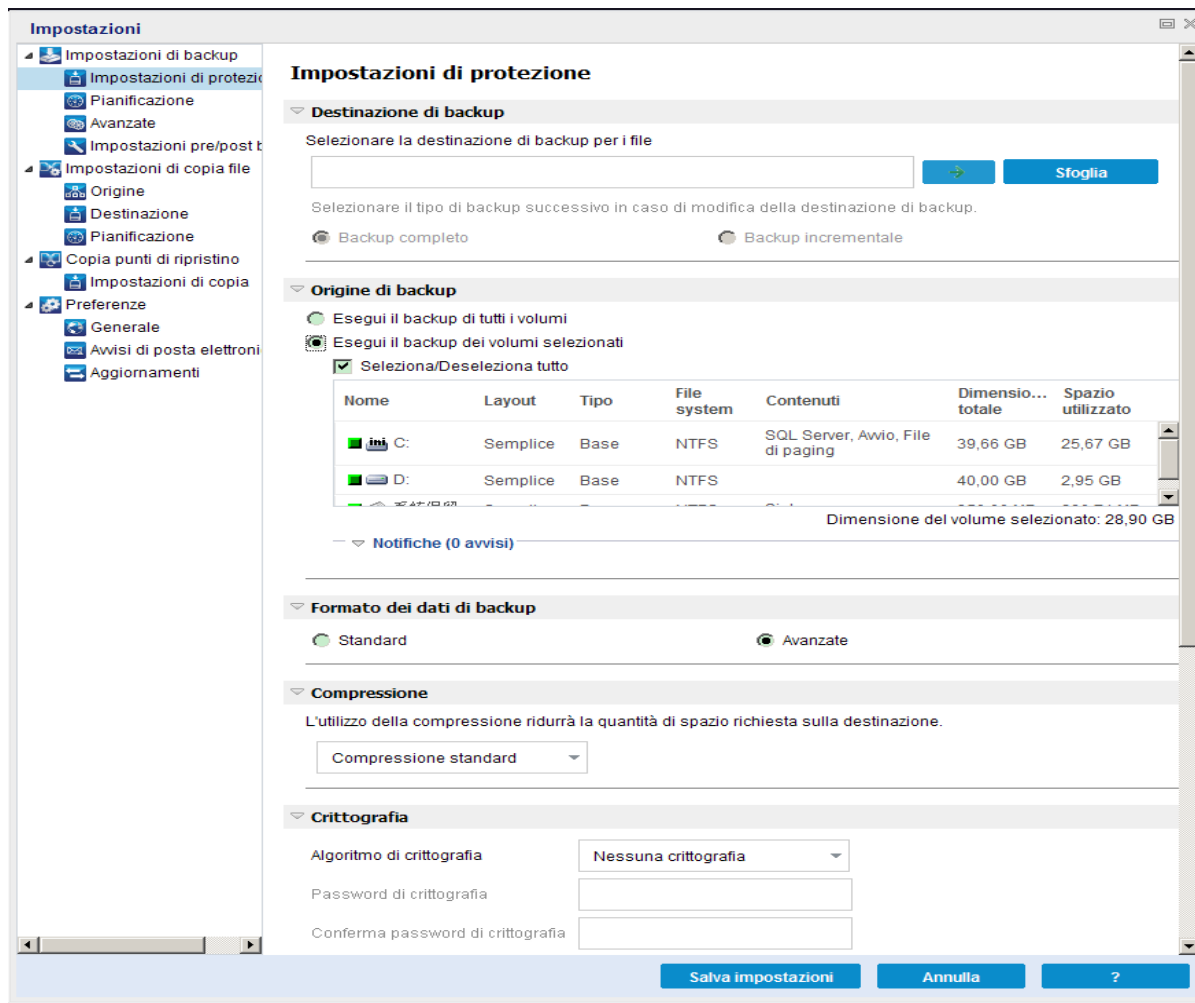 Impostazioni
Impostazioni di backup
Impostazioni di protezio
Pianificazione
Avanzate
Impostazioni pre/post b
Impostazioni di copia file
Origine
Destinazione
Pianificazione
Copia punti di ripristino
Impostazioni di copia
Preferenze
Generale
Avvisi di posta elettroni
Aggiornamenti
Impostazioni di protezione
Destinazione di backup
Selezionare la destinazione di backup per i file
Sfoglia
Selezionare il tipo di backup successivo in caso di modifica della destinazione di backup.
Backup completo Backup incrementale
Origine di backup
Esegui il backup di tutti i volumi
Esegui il backup dei volumi selezionati
Seleziona/Deseleziona tutto
Nome Layout Tipo File system Contenuti Dimensio... totale Spazio utilizzato
C: Semplice Base NTFS SQL Server, Avvio, File di paging 39,66 GB 25,67 GB
D: Semplice Base NTFS 40,00 GB 2,95 GB
Dimensione del volume selezionato: 28,90 GB
Notifiche (0 avvisi)
Formato dei dati di backup
Standard Avanzate
Compressione
L'utilizzo della compressione ridurrà la quantità di spazio richiesta sulla destinazione.
Compressione standard
Crittografia
Algoritmo di crittografia Nessuna crittografia
Password di crittografia
Conferma password di crittografia
Salva impostazioni Annulla ?